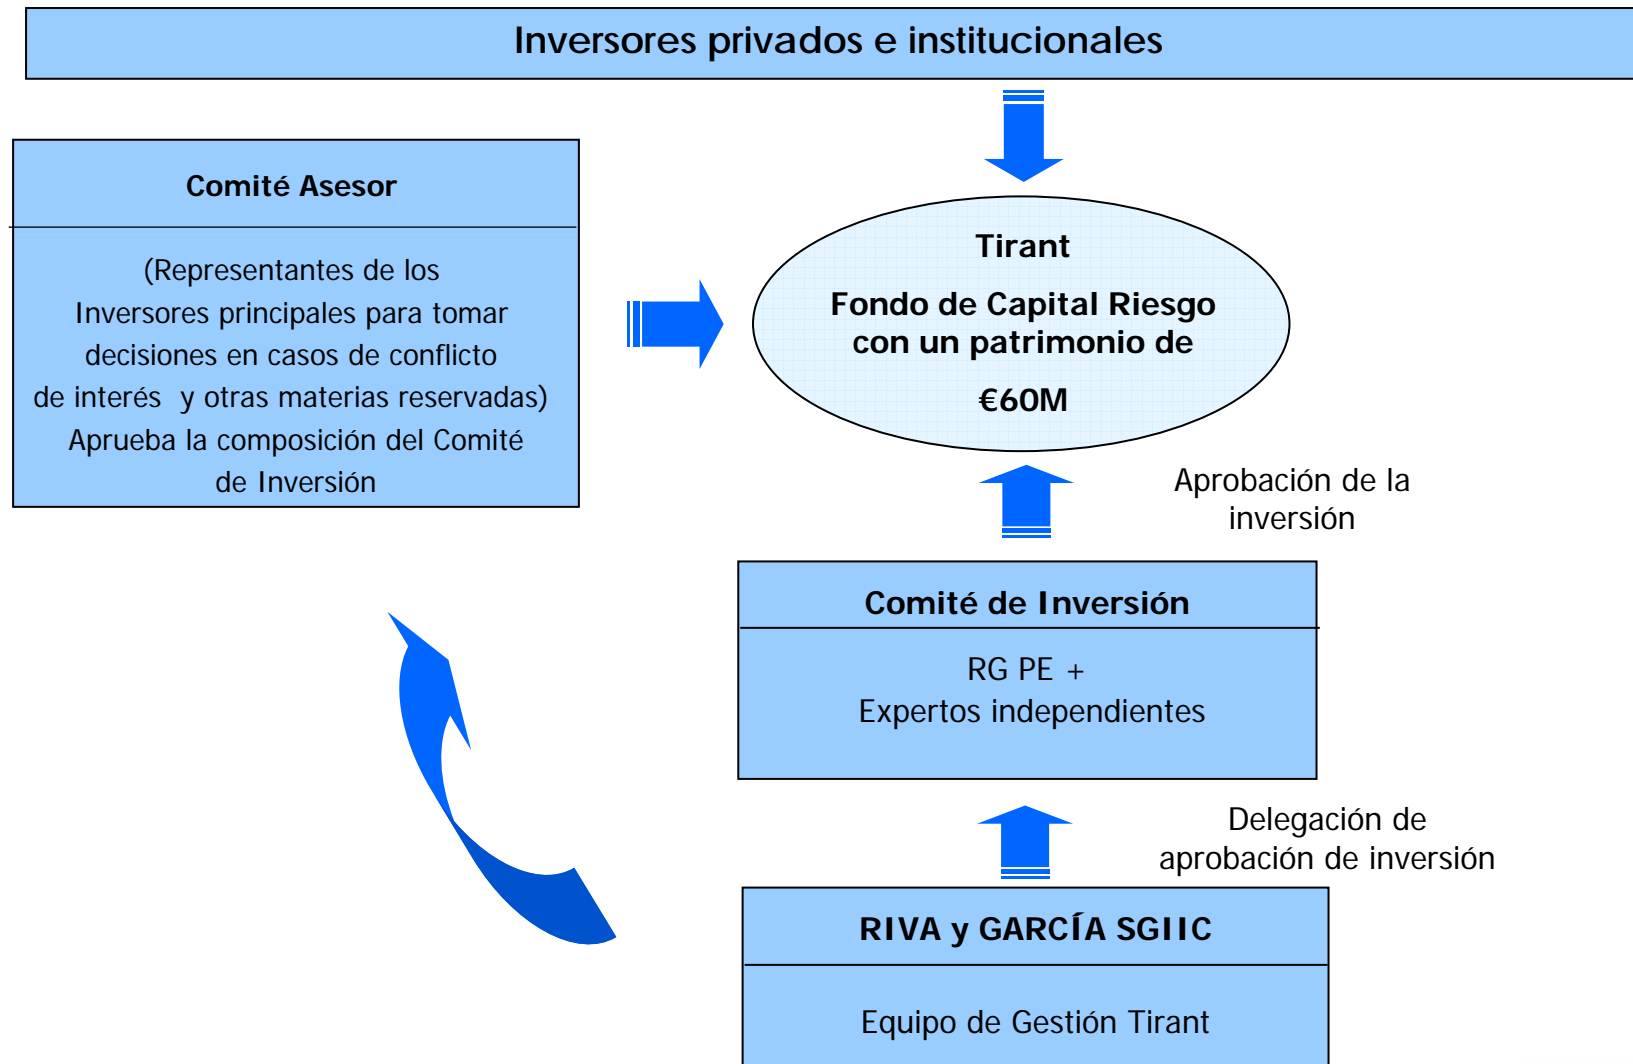 Inversores privados e institucionales
Comité Asesor
(Representantes de los
Inversores principales para tomar
decisiones en casos de conflicto
de interés y otras materias reservadas)
Aprueba la composición del Comité
de Inversión
Tirant
Fondo de Capital Riesgo
con un patrimonio de
€60M
Aprobación de la
inversión
Comité de Inversión
RG PE +
Expertos independientes
Delegación de
aprobación de inversión
RIVA y GARCÍA SGIIC
Equipo de Gestión Tirant